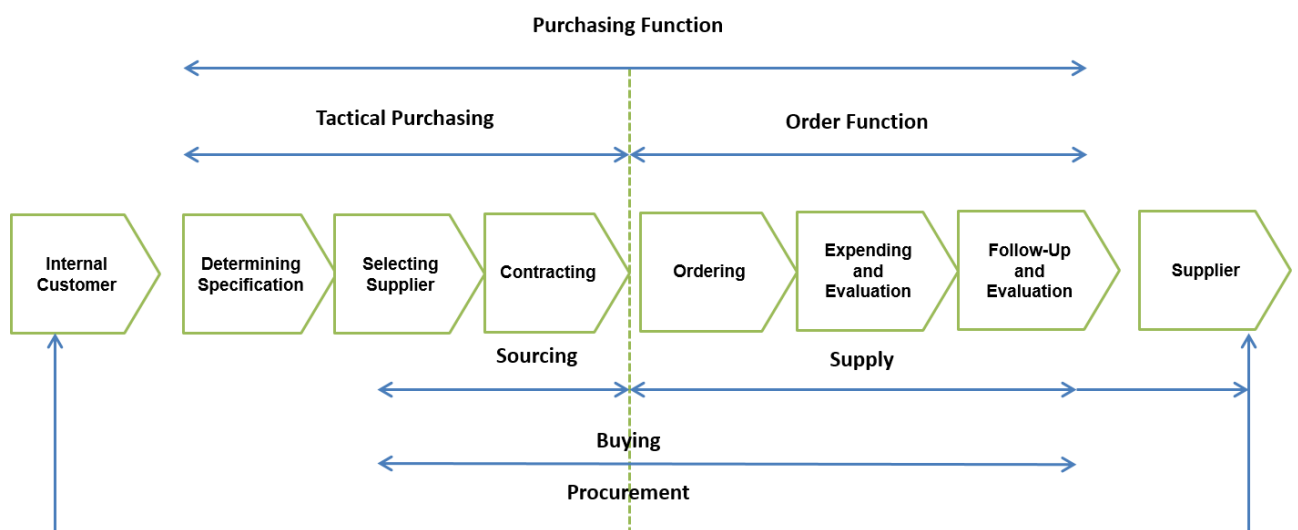 Purchasing Function
Tactical Purchasing
Order Function
Internal
Customer
Determining
Specification
Selecting
Supplier
Contracting
Ordering
Expending
and
Evaluation
Follow-Up
and
Evaluation
Supplier
Sourcing
Supply
Buying
Procurement